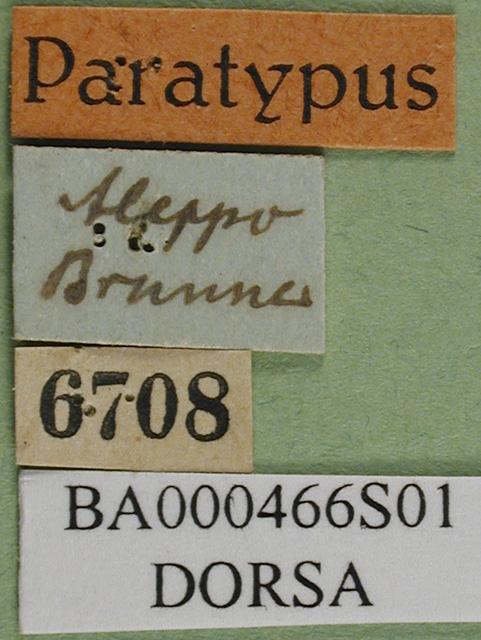 Paratypus
Aleppo
Brunner
6708
BA000466S01
DORSA